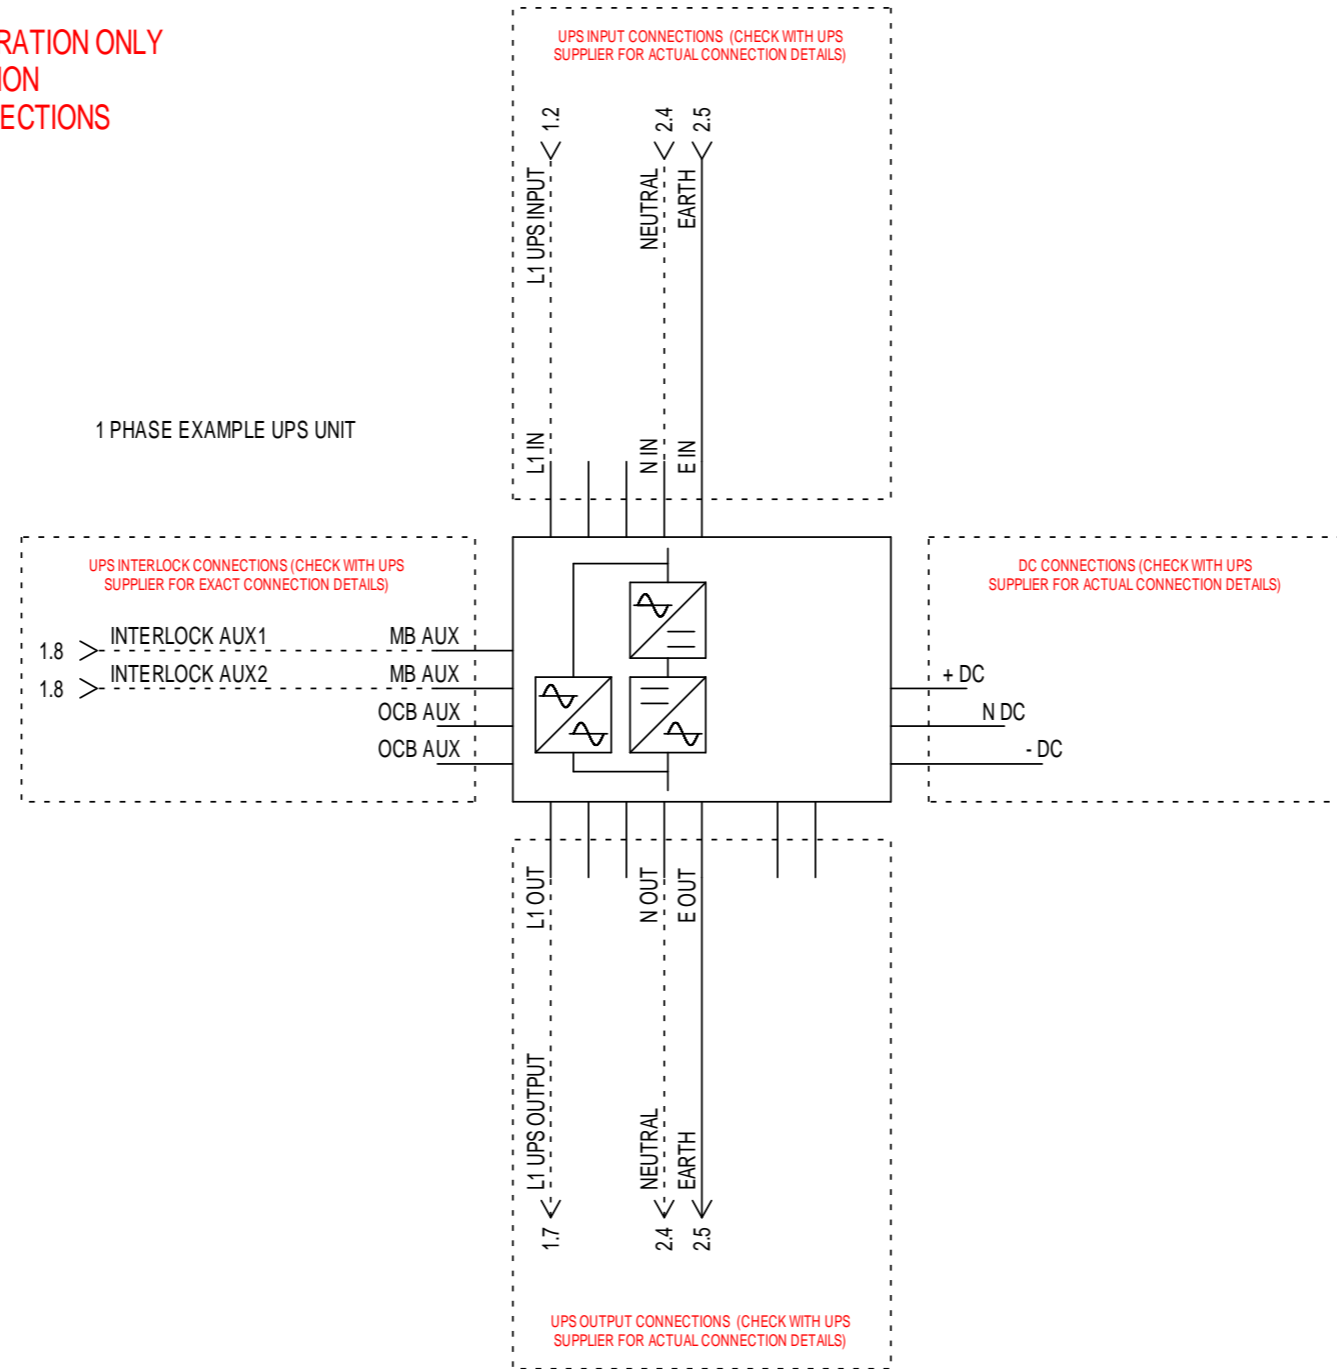 RATION ONLY
ION
ECTIONS
UPS INPUT CONNECTIONS (CHECK WITH UPS
SUPPLIER FOR ACTUAL CONNECTION DETAILS)
1.2
2.4
2.5
L1 UPS INPUT
NEUTRAL
EARTH
1 PHASE EXAMPLE UPS UNIT
L1 IN
N IN
E IN
UPS INTERLOCK CONNECTIONS (CHECK WITH UPS
SUPPLIER FOR EXACT CONNECTION DETAILS)
1.8
INTERLOCK AUX1
MB AUX
1.8
INTERLOCK AUX2
MB AUX
OCB AUX
OCB AUX
DC CONNECTIONS (CHECK WITH UPS
SUPPLIER FOR ACTUAL CONNECTION DETAILS)
+ DC
N DC
- DC
L1 OUT
N OUT
E OUT
L1 UPS OUTPUT
NEUTRAL
EARTH
1.7
2.4
2.5
UPS OUTPUT CONNECTIONS (CHECK WITH UPS
SUPPLIER FOR ACTUAL CONNECTION DETAILS)